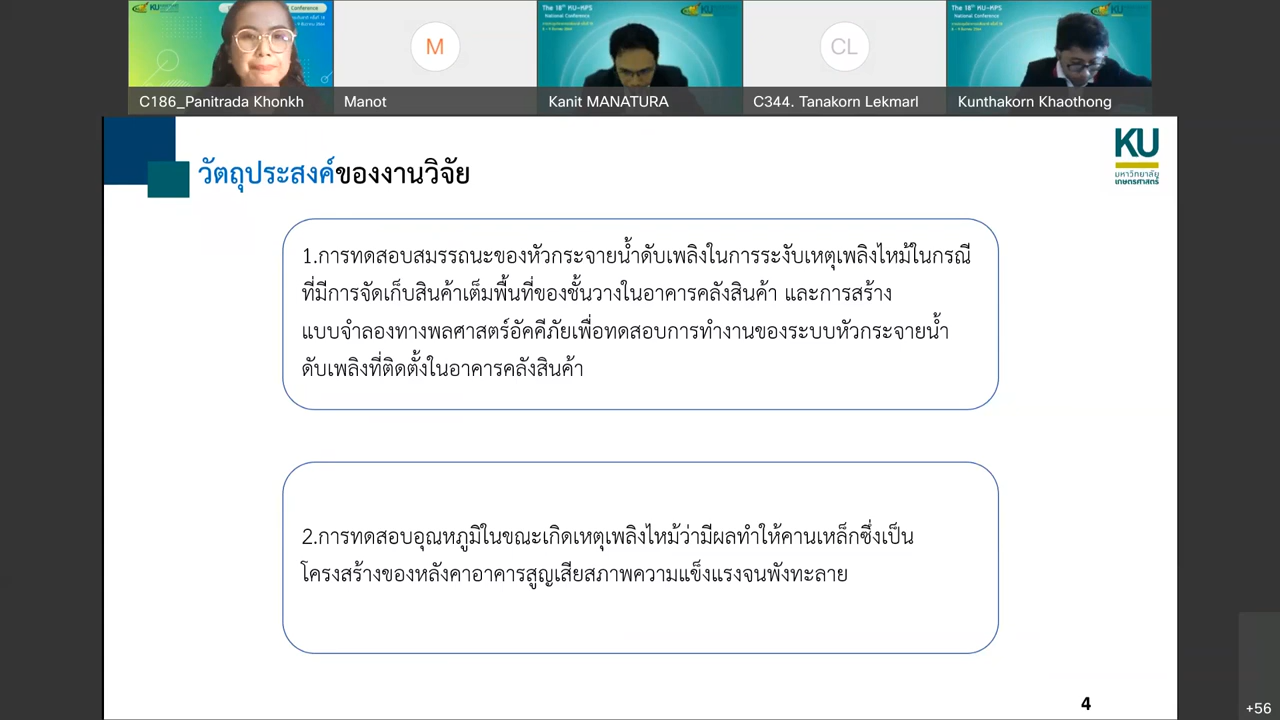 The 18th KU-KPS
National Conference
The 18th KU-KPS
National Conference
C186_Panitrada Khonkh
M
Manot
Kanit MANATURA
CL
C344. Tanakorn Lekmarl
Kunthakorn Khaothong
KU
มหาวิทยาลัย
เกษตรศาสตร์
วัตถุประสงค์ของงานวิจัย
1.การทดสอบสมรรถนะของหัวกระจายน้ำดับเพลิงในการระงับเหตุเพลิงไหม้ในกรณี
ที่มีการจัดเก็บสินค้าเต็มพื้นที่ของชั้นวางในอาคารคลังสินค้า และการสร้าง
แบบจำลองทางพลศาสตร์อัคคีภัยเพื่อทดสอบการทำงานของระบบหัวกระจายน้ำ
ดับเพลิงที่ติดตั้งในอาคารคลังสินค้า
2.การทดสอบอุณหภูมิในขณะเกิดเหตุเพลิงไหม้ว่ามีผลทำให้คานเหล็กซึ่งเป็น
โครงสร้างของหลังคาอาคารสูญเสียสภาพความแข็งแรงจนพังทะลาย
4
+56